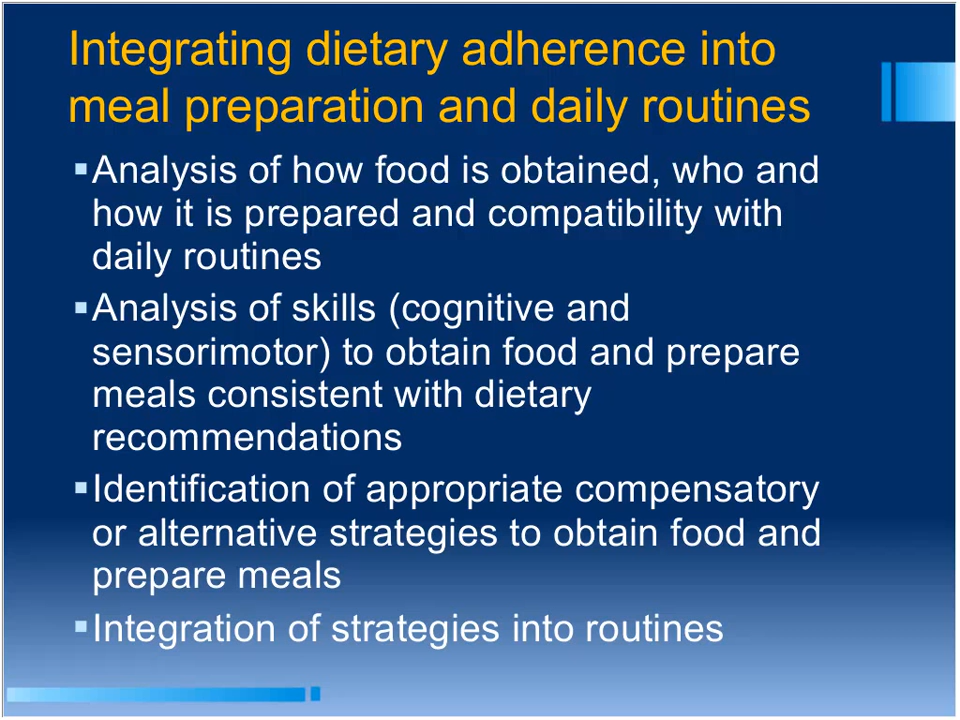 Integrating dietary adherence into
meal preparation and daily routines
▪Analysis of how food is obtained, who and
how it is prepared and compatibility with
daily routines
▪Analysis of skills (cognitive and
sensorimotor) to obtain food and prepare
meals consistent with dietary
recommendations
▪Identification of appropriate compensatory
or alternative strategies to obtain food and
prepare meals
▪Integration of strategies into routines